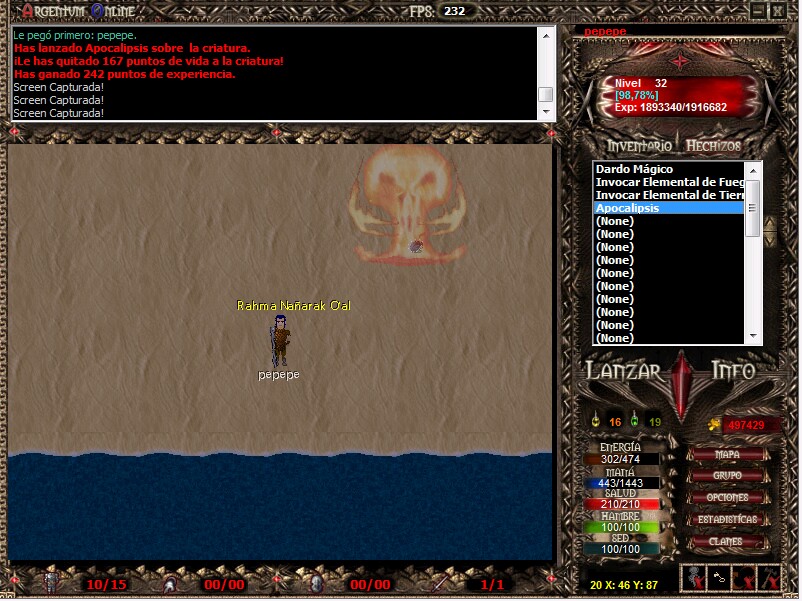 Argentum Online
FPS: 232
Le pegó primero: pepepe.
Has lanzado Apocalipsis sobre la criatura.
¡Le has quitado 167 puntos de vida a la criatura!
Has ganado 242 puntos de experiencia.
Screen Capturada!
Screen Capturada!
Screen Capturada!
pepepe
Nivel 32
[98,78%]
Exp: 1893340/1916682
Inventario Hechizos
Dardo Mágico
Invocar Elemental de Fueg
Invocar Elemental de Tierr
Apocalipsis
(None)
(None)
(None)
(None)
(None)
(None)
(None)
(None)
(None)
(None)
Rahma Nañarak O'al
pepepe
Lanzar Info
16 19
497429
Energía
302/474
Maná
443/1443
Salud
210/210
Hambre
100/100
Sed
100/100
Mapa
Grupo
Opciones
Estadisticas
Clanes
10/15 00/00 00/00 1/1
20 X: 46 Y: 87